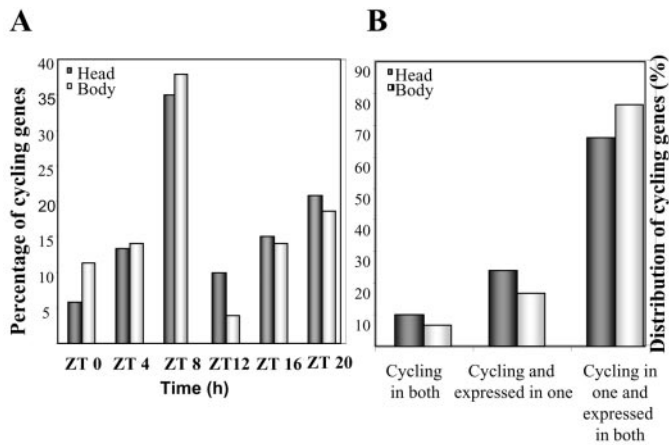 A
Percentage of cycling genes
40
35
30
25
20
15
10
5
Head
Body
ZT 0 ZT 4 ZT 8 ZT12 ZT 16 ZT 20
Time (h)
B
90
80
70
60
50
40
30
20
10
Head
Body
Distribution of cycling genes (%)
Cycling
in both
Cycling and
expressed in one
Cycling in
one and
expressed
in both